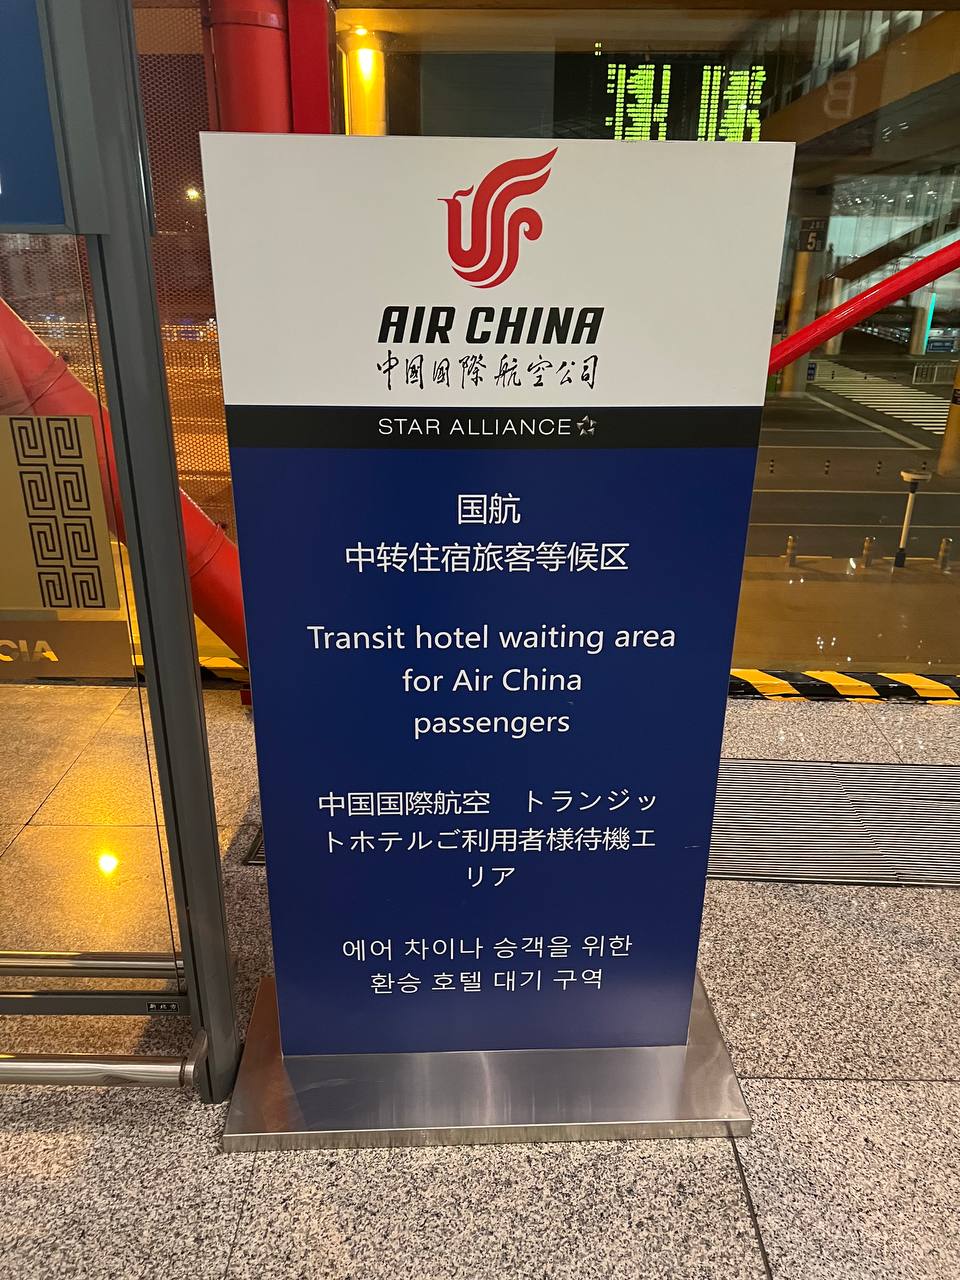 AIR CHINA
中国国際航空公司
STAR ALLIANCE
国航
中转住宿旅客等候区
Transit hotel waiting area
for Air China
passengers
中国国際航空　トランジッ
トホテルご利用者様待機エ
リア
에어 차이나 승객을 위한
환승 호텔 대기 구역
CIA
5